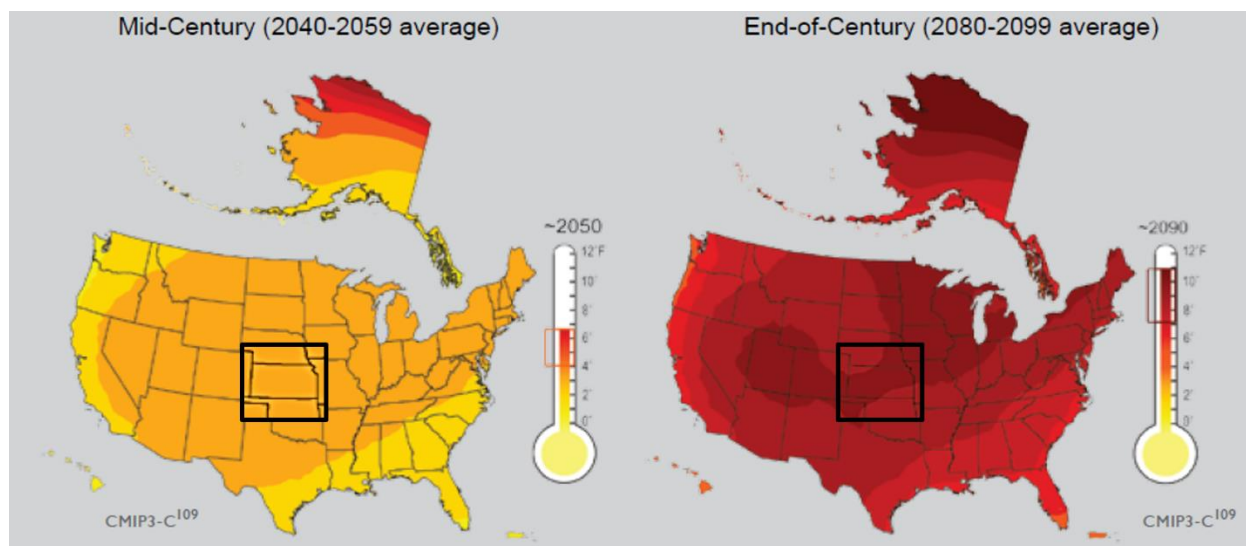 Mid-Century (2040-2059 average)
End-of-Century (2080-2099 average)
~2050
12°F
10°
8°
6°
4°
2°
0°
~2090
12°F
10°
8°
6°
4°
2°
0°
CMIP3-C109
CMIP3-C109